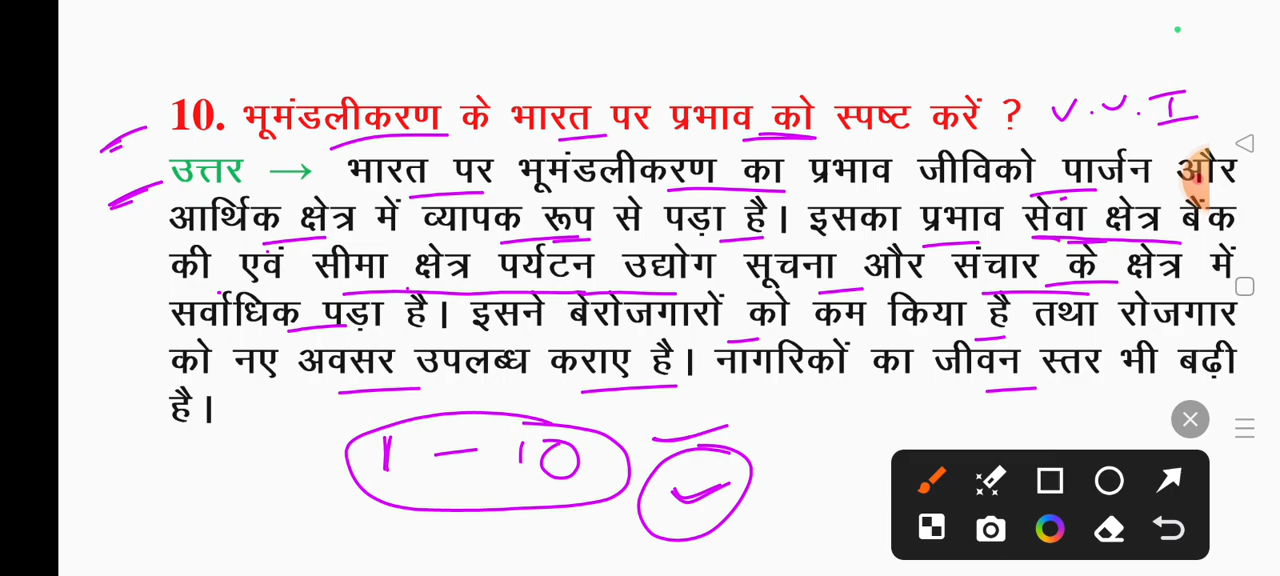 10. भूमंडलीकरण के भारत पर प्रभाव को स्पष्ट करें ? V.V.I
उत्तर → भारत पर भूमंडलीकरण का प्रभाव जीविको पार्जन और
आर्थिक क्षेत्र में व्यापक रूप से पड़ा है। इसका प्रभाव सेवा क्षेत्र बैंक
की एवं सीमा क्षेत्र पर्यटन उद्योग सूचना और संचार के क्षेत्र में
सर्वाधिक पड़ा है। इसने बेरोजगारों को कम किया है तथा रोजगार
को नए अवसर उपलब्ध कराए है। नागरिकों का जीवन स्तर भी बढ़ी
है।
1 - 10